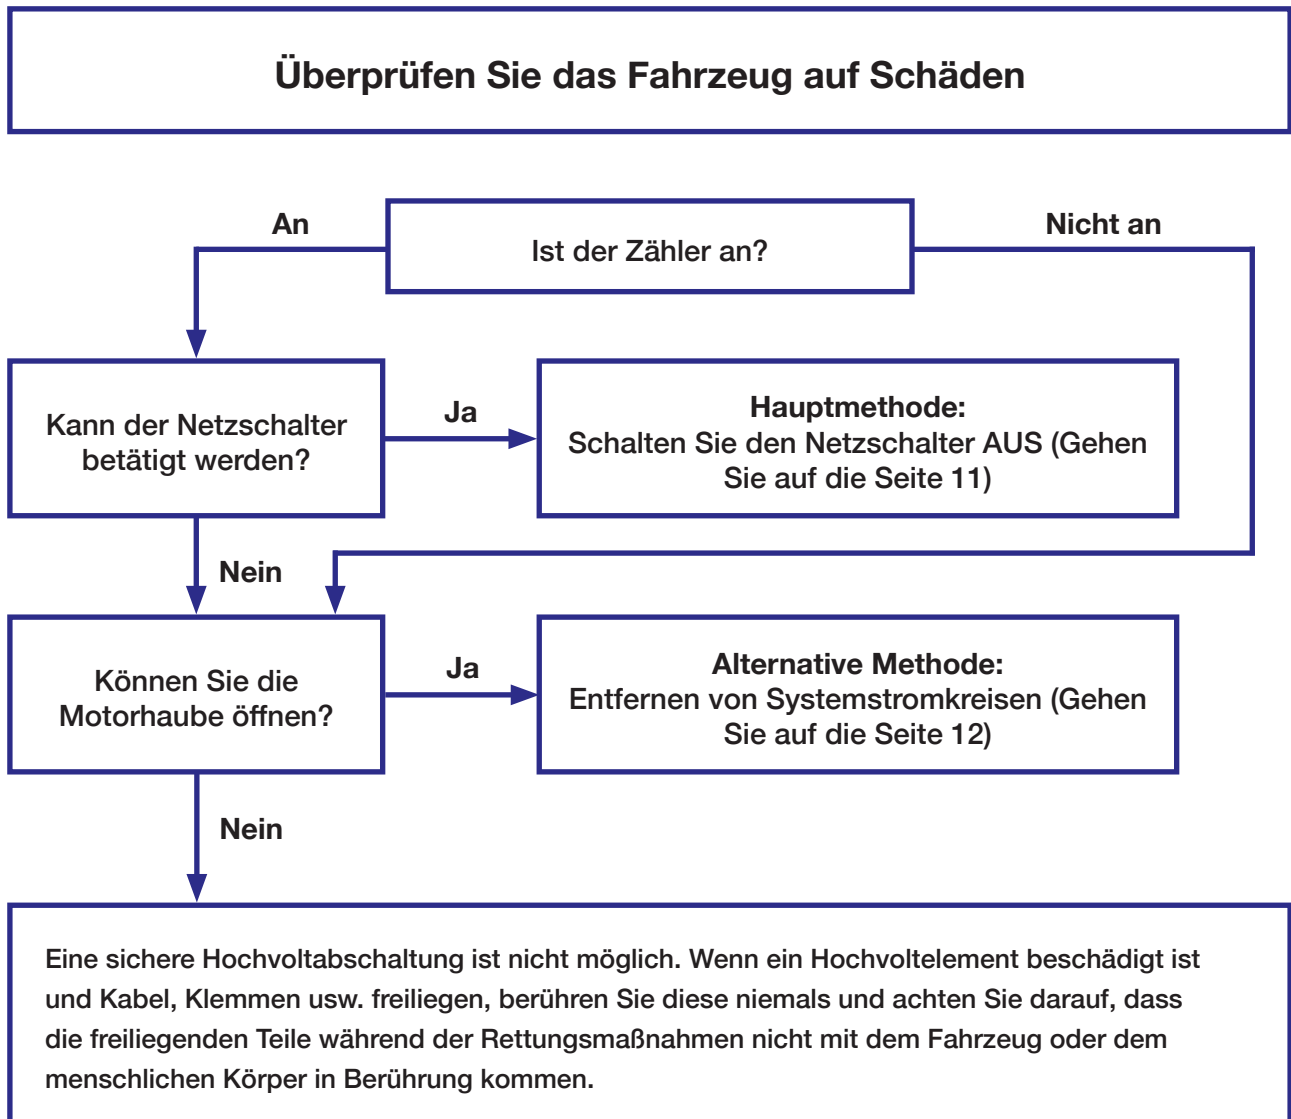 Überprüfen Sie das Fahrzeug auf Schäden
An
Ist der Zähler an?
Nicht an
Kann der Netzschalter
betätigt werden?
Ja
Hauptmethode:
Schalten Sie den Netzschalter AUS (Gehen
Sie auf die Seite 11)
Nein
Können Sie die
Motorhaube öffnen?
Ja
Alternative Methode:
Entfernen von Systemstromkreisen (Gehen
Sie auf die Seite 12)
Nein
Eine sichere Hochvoltabschaltung ist nicht möglich. Wenn ein Hochvoltelement beschädigt ist
und Kabel, Klemmen usw. freiliegen, berühren Sie diese niemals und achten Sie darauf, dass
die freiliegenden Teile während der Rettungsmaßnahmen nicht mit dem Fahrzeug oder dem
menschlichen Körper in Berührung kommen.